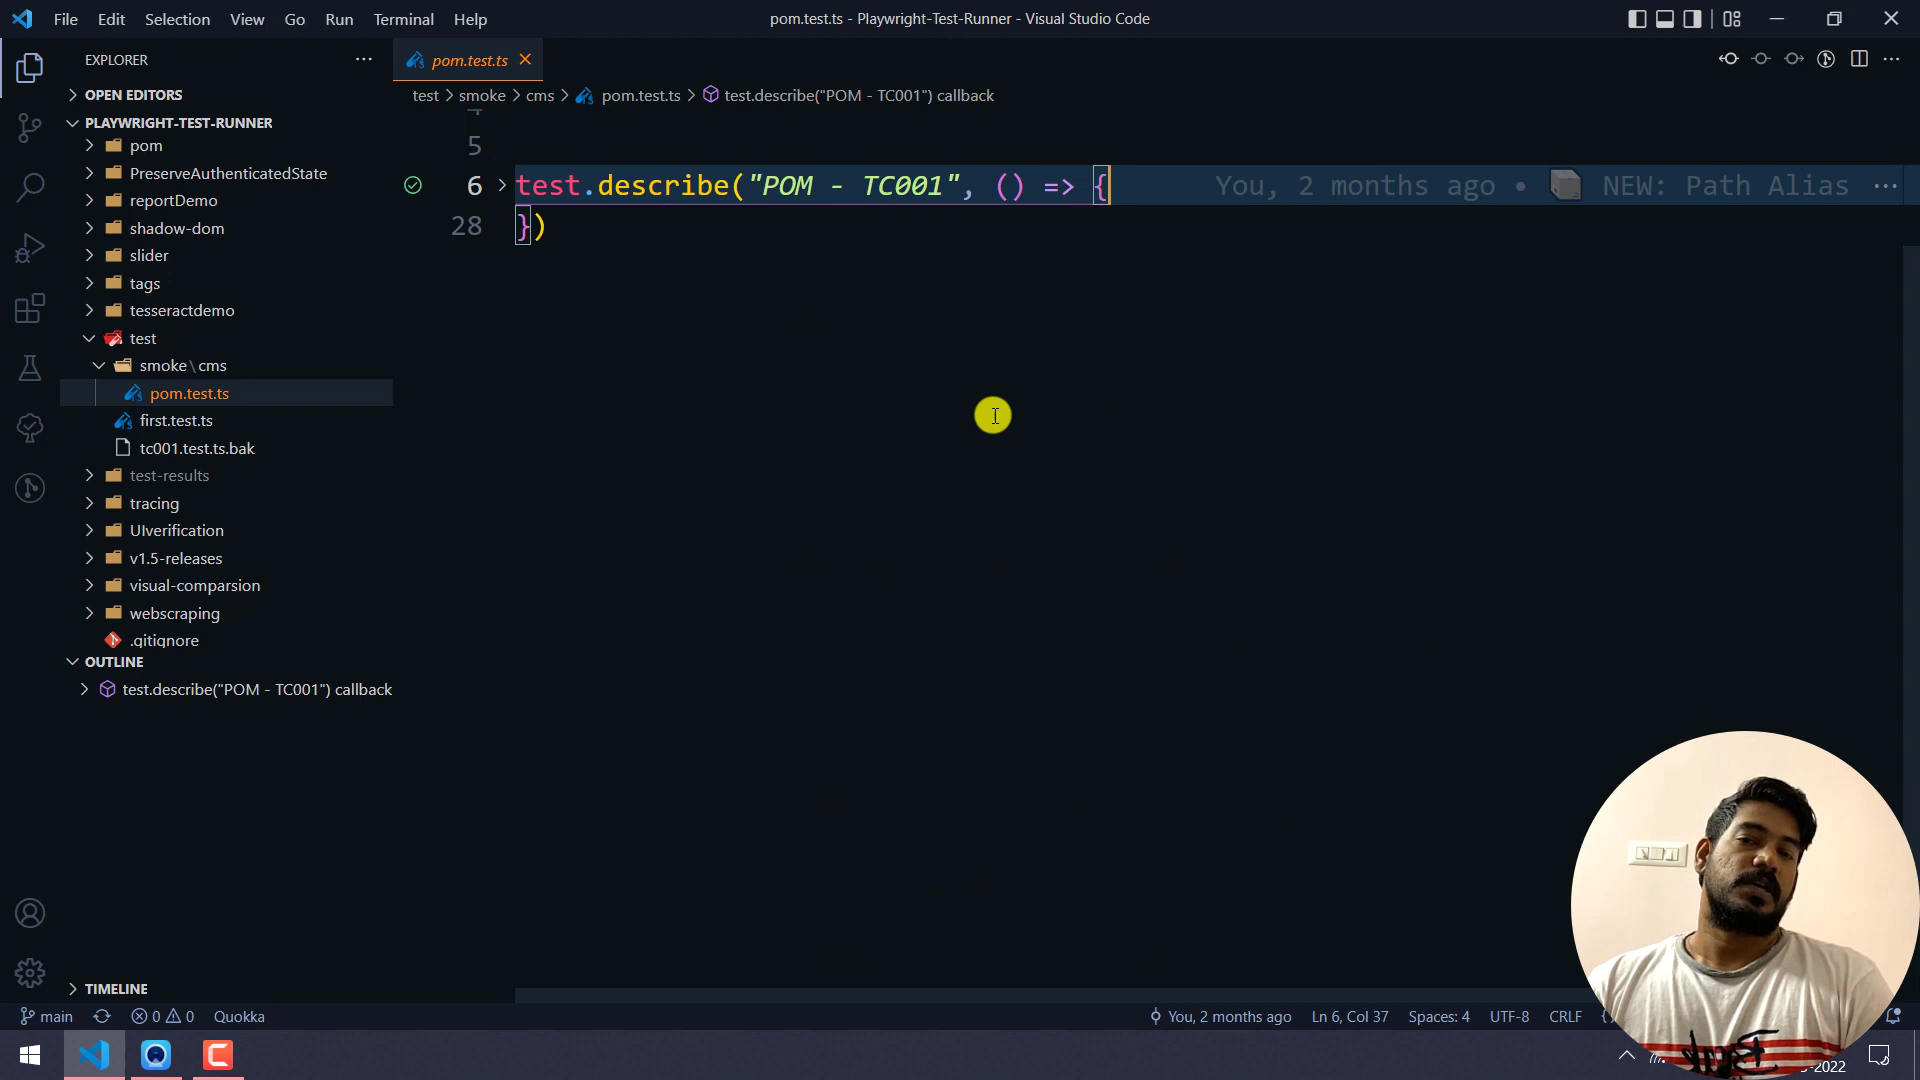 File Edit Selection View Go Run Terminal Help
pom.test.ts - Playwright-Test-Runner - Visual Studio Code
EXPLORER
OPEN EDITORS
PLAYWRIGHT-TEST-RUNNER
pom
PreserveAuthenticatedState
reportDemo
shadow-dom
slider
tags
tesseractdemo
test
smoke\cms
pom.test.ts
first.test.ts
tc001.test.ts.bak
test-results
tracing
UIverification
v1.5-releases
visual-comparsion
webscraping
.gitignore
OUTLINE
test.describe("POM - TC001") callback
TIMELINE
pom.test.ts
test > smoke > cms > pom.test.ts > test.describe("POM - TC001") callback
5
6 test.describe("POM - TC001", () => { You, 2 months ago • NEW: Path Alias ...
28 })
main 0 0 Quokka
You, 2 months ago Ln 6, Col 37 Spaces: 4 UTF-8 CRLF
-2022